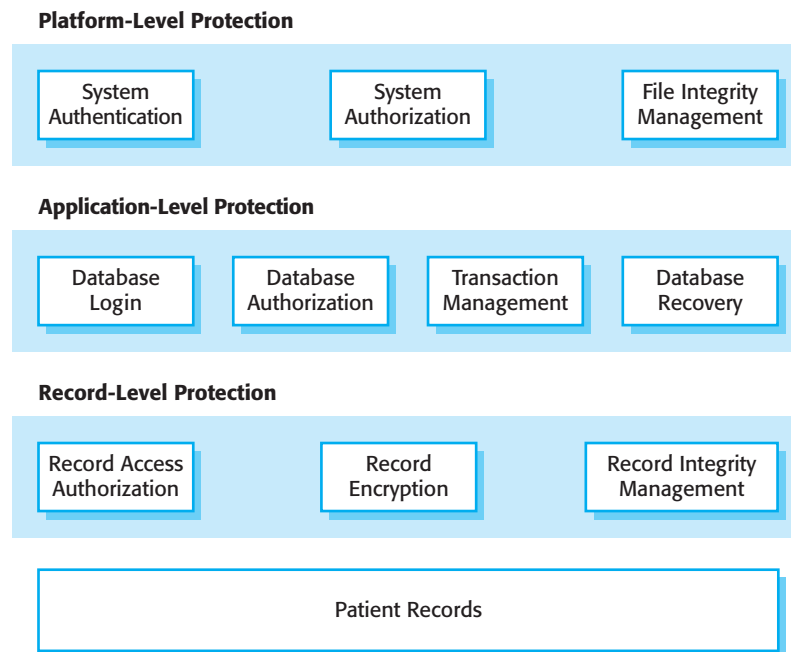 Platform-Level Protection
System
Authentication
System
Authorization
File Integrity
Management
Application-Level Protection
Database
Login
Database
Authorization
Transaction
Management
Database
Recovery
Record-Level Protection
Record Access
Authorization
Record
Encryption
Record Integrity
Management
Patient Records